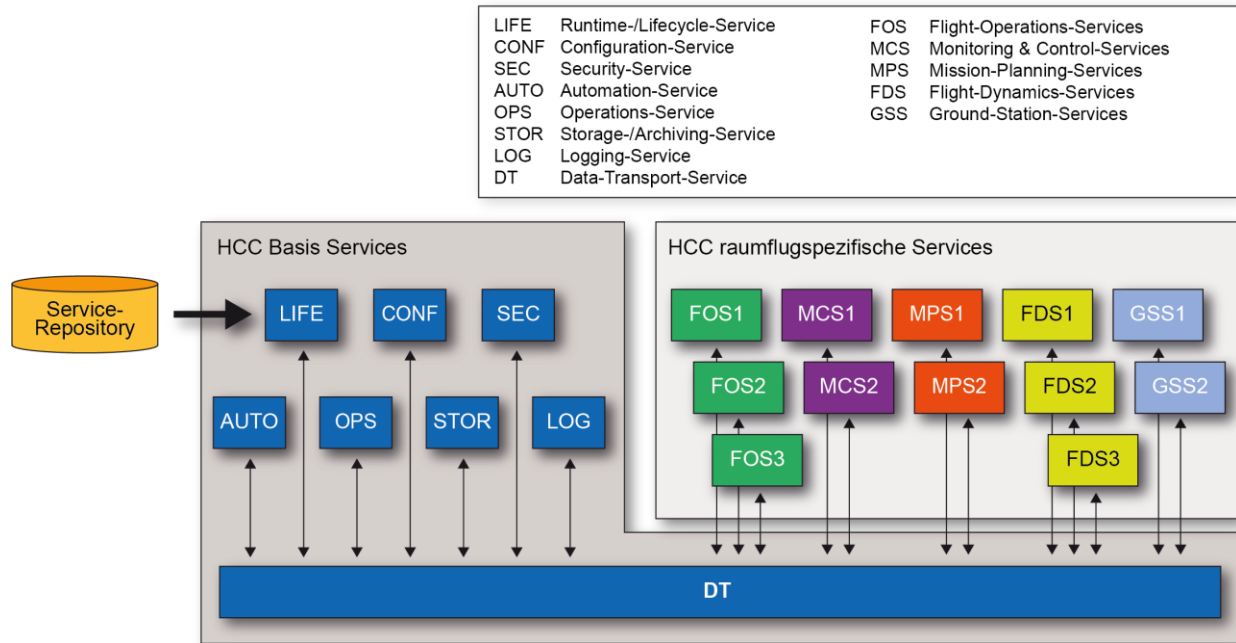 LIFE Runtime-/Lifecycle-Service
CONF Configuration-Service
SEC Security-Service
AUTO Automation-Service
OPS Operations-Service
STOR Storage-/Archiving-Service
LOG Logging-Service
DT Data-Transport-Service
FOS Flight-Operations-Services
MCS Monitoring & Control-Services
MPS Mission-Planning-Services
FDS Flight-Dynamics-Services
GSS Ground-Station-Services
Service-
Repository
HCC Basis Services
LIFE CONF SEC
AUTO OPS STOR LOG
HCC raumflugspezifische Services
FOS1 MCS1 MPS1 FDS1 GSS1
FOS2 MCS2 MPS2 FDS2 GSS2
FOS3 FDS3
DT